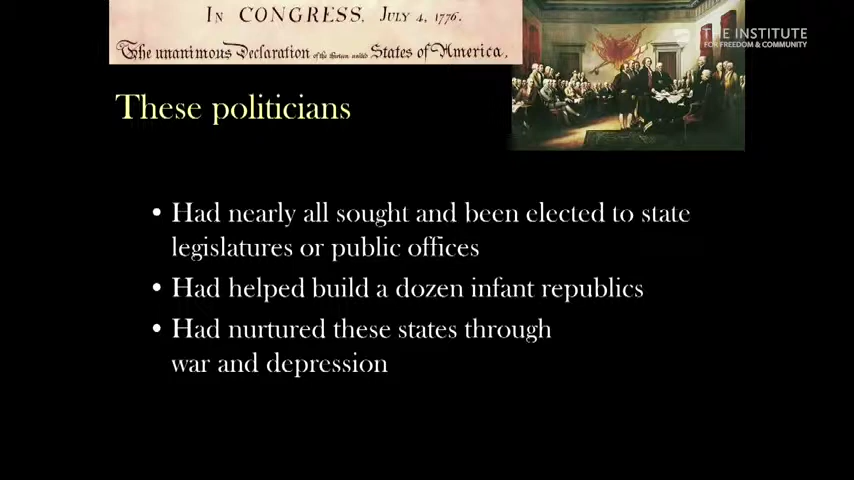 IN CONGRESS, JULY 4, 1776.
The unanimous Declaration of the thirteen united States of America,
THE INSTITUTE
FOR FREEDOM & COMMUNITY
These politicians
• Had nearly all sought and been elected to state
legislatures or public offices
• Had helped build a dozen infant republics
• Had nurtured these states through
war and depression